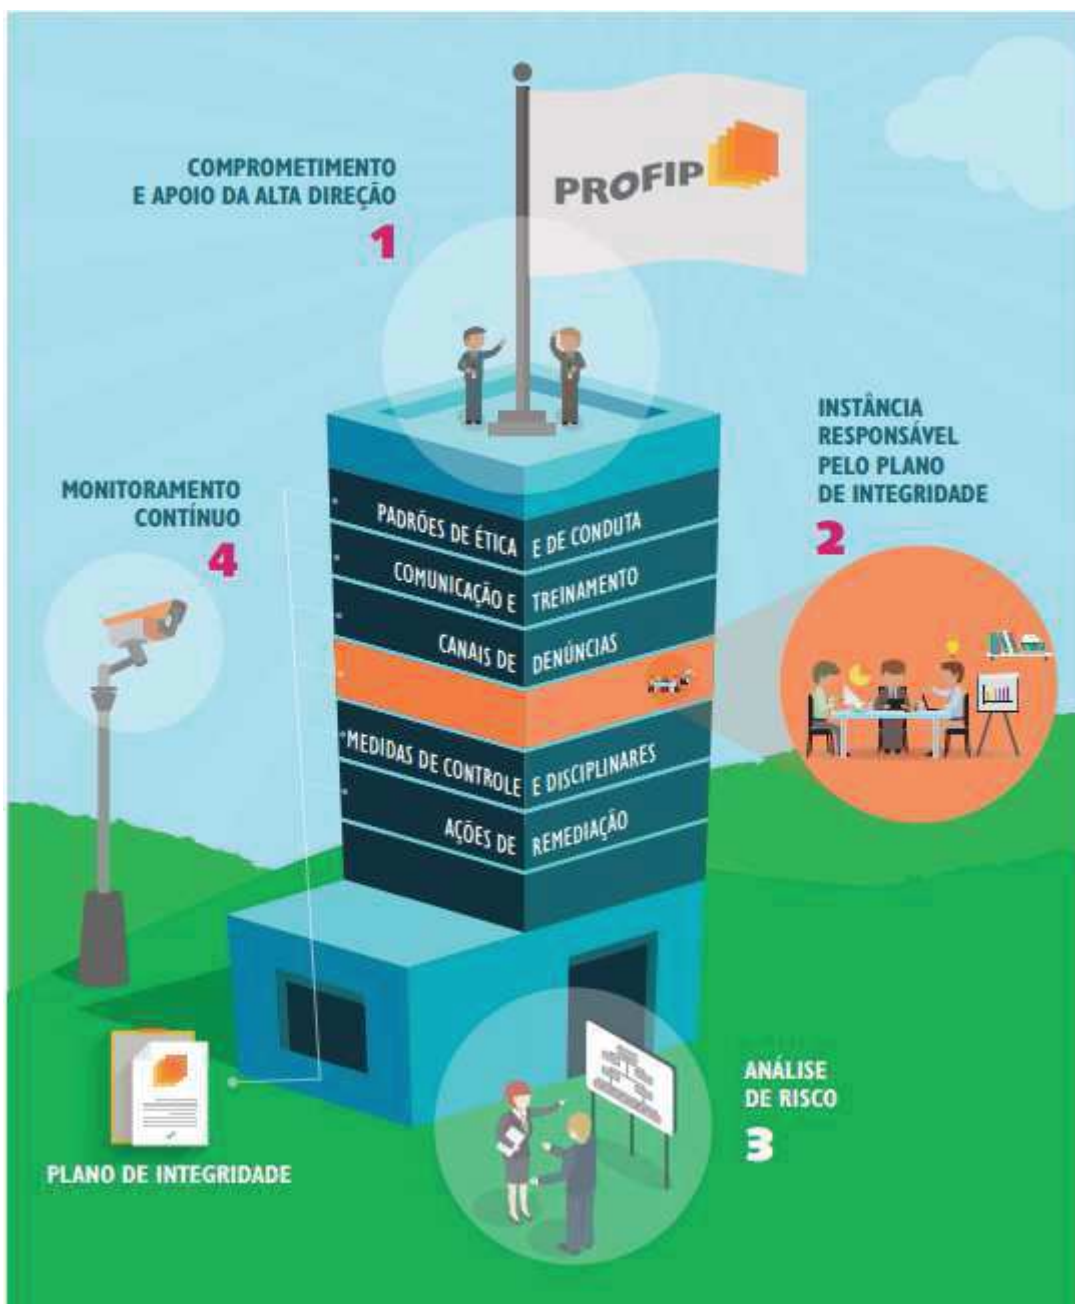 PROFIP
COMPROMETIMENTO
E APOIO DA ALTA DIREÇÃO
1
INSTÂNCIA
RESPONSÁVEL
PELO PLANO
DE INTEGRIDADE
2
MONITORAMENTO
CONTÍNUO
4
PADRÕES DE ÉTICA E DE CONDUTA
COMUNICAÇÃO E TREINAMENTO
CANAIS DE DENÚNCIAS
MEDIDAS DE CONTROLE E DISCIPLINARES
AÇÕES DE REMEDIAÇÃO
ANÁLISE
DE RISCO
3
PLANO DE INTEGRIDADE